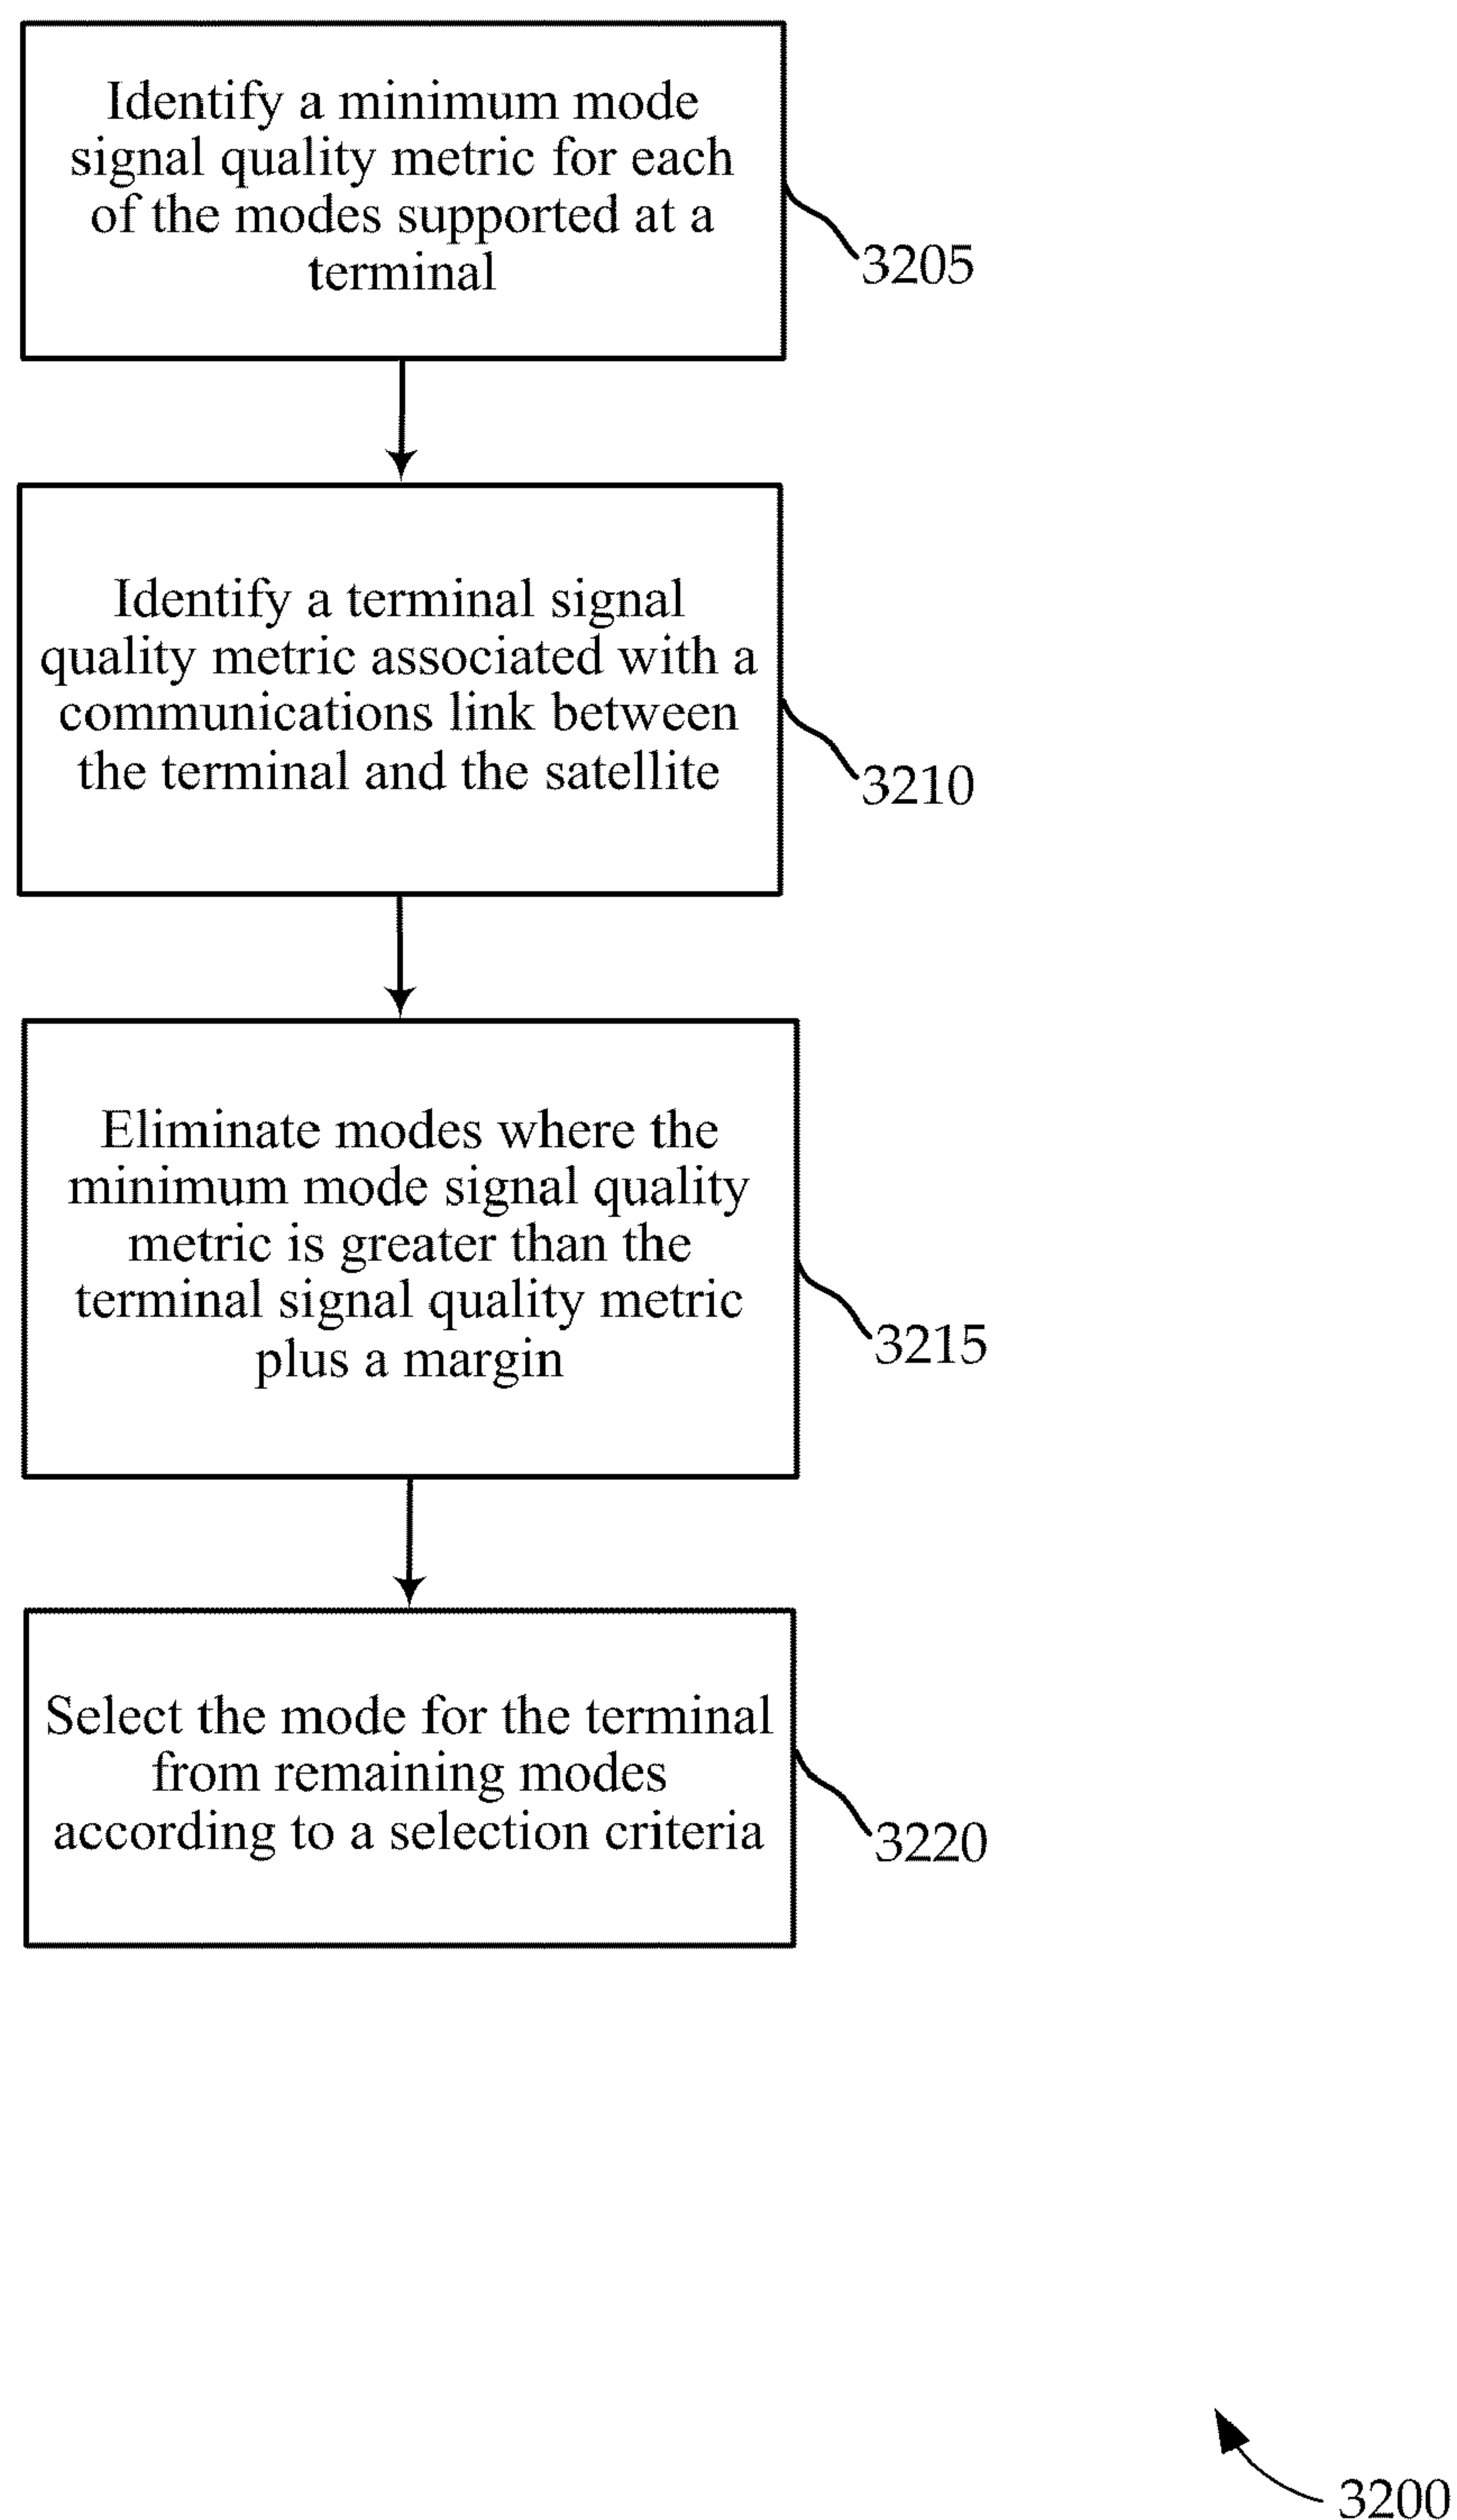 Identify a minimum mode
signal quality metric for each
of the modes supported at a
terminal
3205
Identify a terminal signal
quality metric associated with a
communications link between
the terminal and the satellite
3210
Eliminate modes where the
minimum mode signal quality
metric is greater than the
terminal signal quality metric
plus a margin
3215
Select the mode for the terminal
from remaining modes
according to a selection criteria
3220
3200